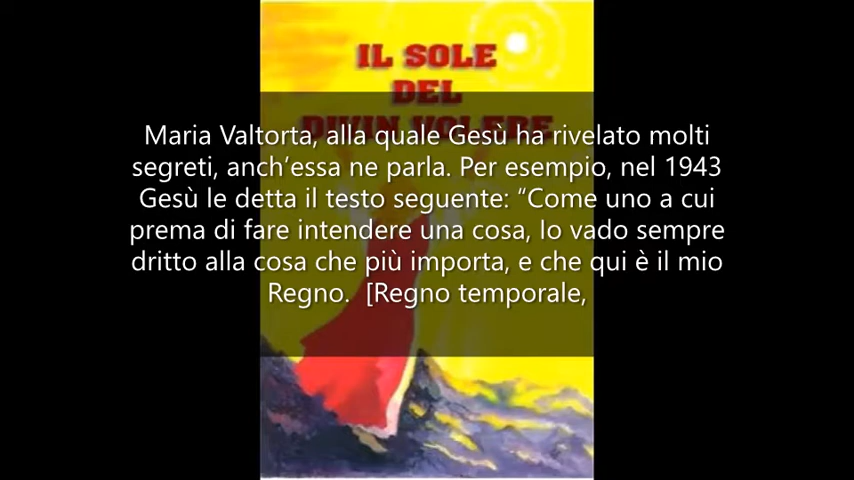 IL SOLE
DEL
DIVIN VOLERE
Maria Valtorta, alla quale Gesù ha rivelato molti
segreti, anch’essa ne parla. Per esempio, nel 1943
Gesù le detta il testo seguente: “Come uno a cui
prema di fare intendere una cosa, Io vado sempre
dritto alla cosa che più importa, e che qui è il mio
Regno. [Regno temporale,